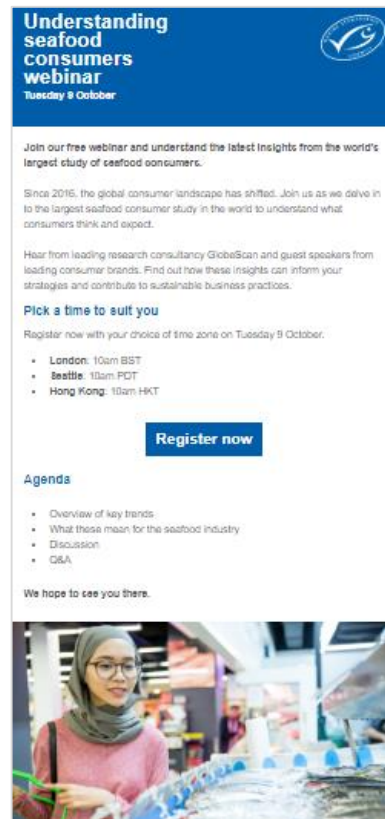 Understanding
seafood
consumers
webinar
Tuesday 9 October
Join our free webinar and understand the latest insights from the world's
largest study of seafood consumers.
Since 2016, the global consumer landscape has shifted. Join us as we delve in
to the largest seafood consumer study in the world to understand what
consumers think and expect.
Hear from leading research consultancy GlobeScan and guest speakers from
leading consumer brands. Find out how these insights can inform your
strategies and contribute to sustainable business practices.
Pick a time to suit you
Register now with your choice of time zone on Tuesday 9 October.
• London: 10am BST
• Seattle: 10am PDT
• Hong Kong: 10am HKT
Register now
Agenda
• Overview of key trends
• What these mean for the seafood industry
• Discussion
• Q&A
We hope to see you there.